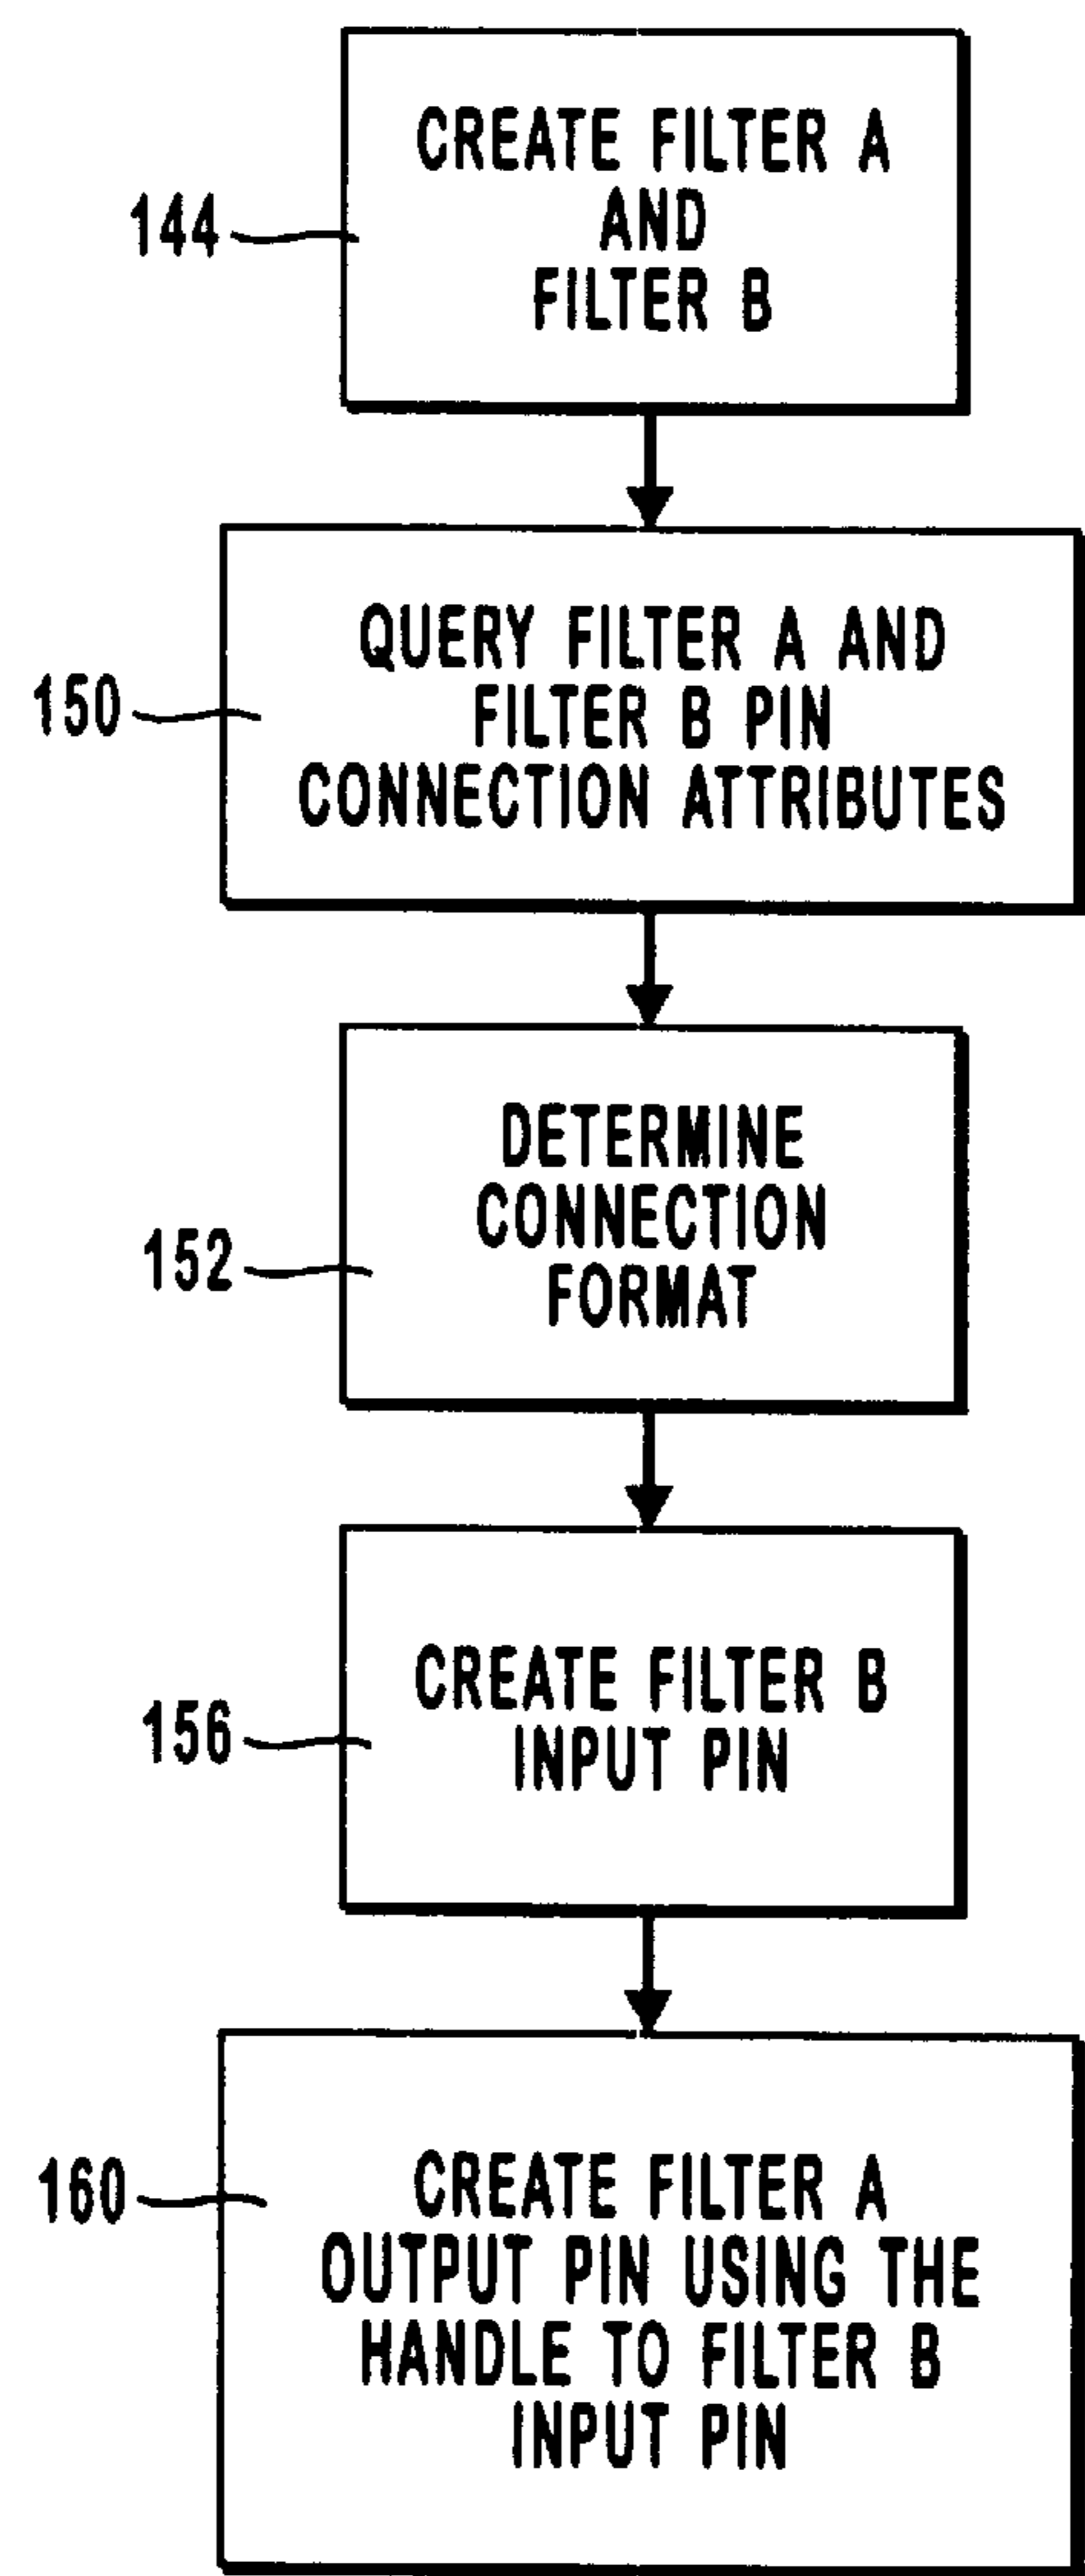 CREATE FILTER A
AND
FILTER B
144
QUERY FILTER A AND
FILTER B PIN
CONNECTION ATTRIBUTES
150
DETERMINE
CONNECTION
FORMAT
152
CREATE FILTER B
INPUT PIN
156
CREATE FILTER A
OUTPUT PIN USING THE
HANDLE TO FILTER B
INPUT PIN
160